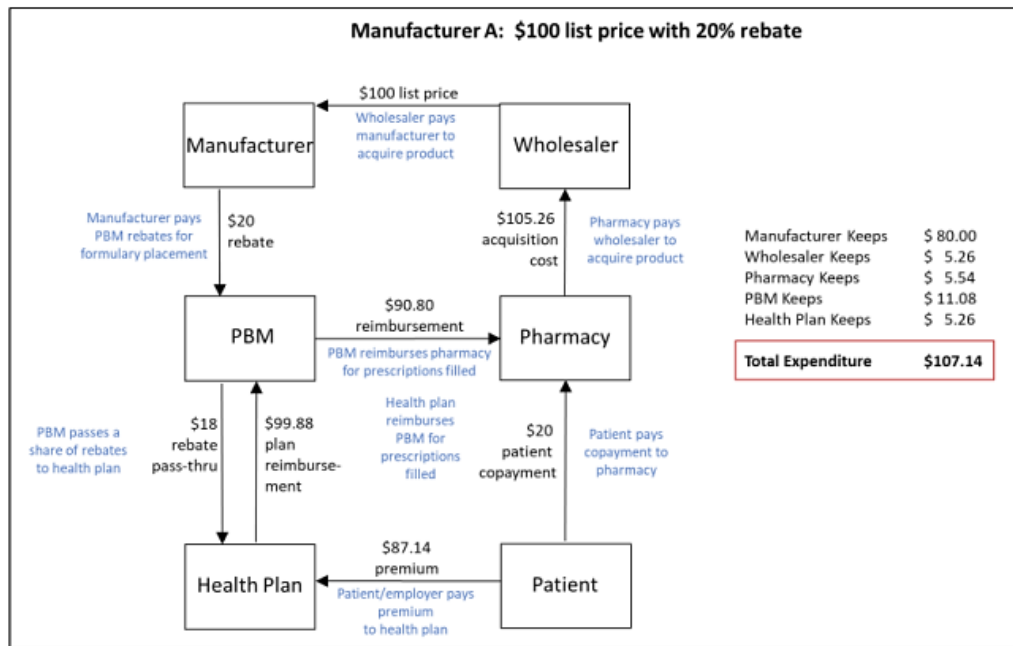 Manufacturer A:  $100 list price with 20% rebate
$100 list price
Wholesaler pays
manufacturer to
acquire product
Manufacturer
Wholesaler
Manufacturer pays
PBM rebates for
formulary placement
$20
rebate
$105.26
acquisition
cost
Pharmacy pays
wholesaler to
acquire product
Manufacturer Keeps $ 80.00
Wholesaler Keeps $ 5.26
Pharmacy Keeps $ 5.54
PBM Keeps $ 11.08
Health Plan Keeps $ 5.26
Total Expenditure $107.14
PBM
$90.80
reimbursement
PBM reimburses pharmacy
for prescriptions filled
Pharmacy
PBM passes a
share of rebates
to health plan
$18
rebate
pass-thru
$99.88
plan
reimburse-
ment
Health plan
reimburses
PBM for
prescriptions
filled
$20
patient
copayment
Patient pays
copayment to
pharmacy
Health Plan
$87.14
premium
Patient/employer pays
premium
to health plan
Patient